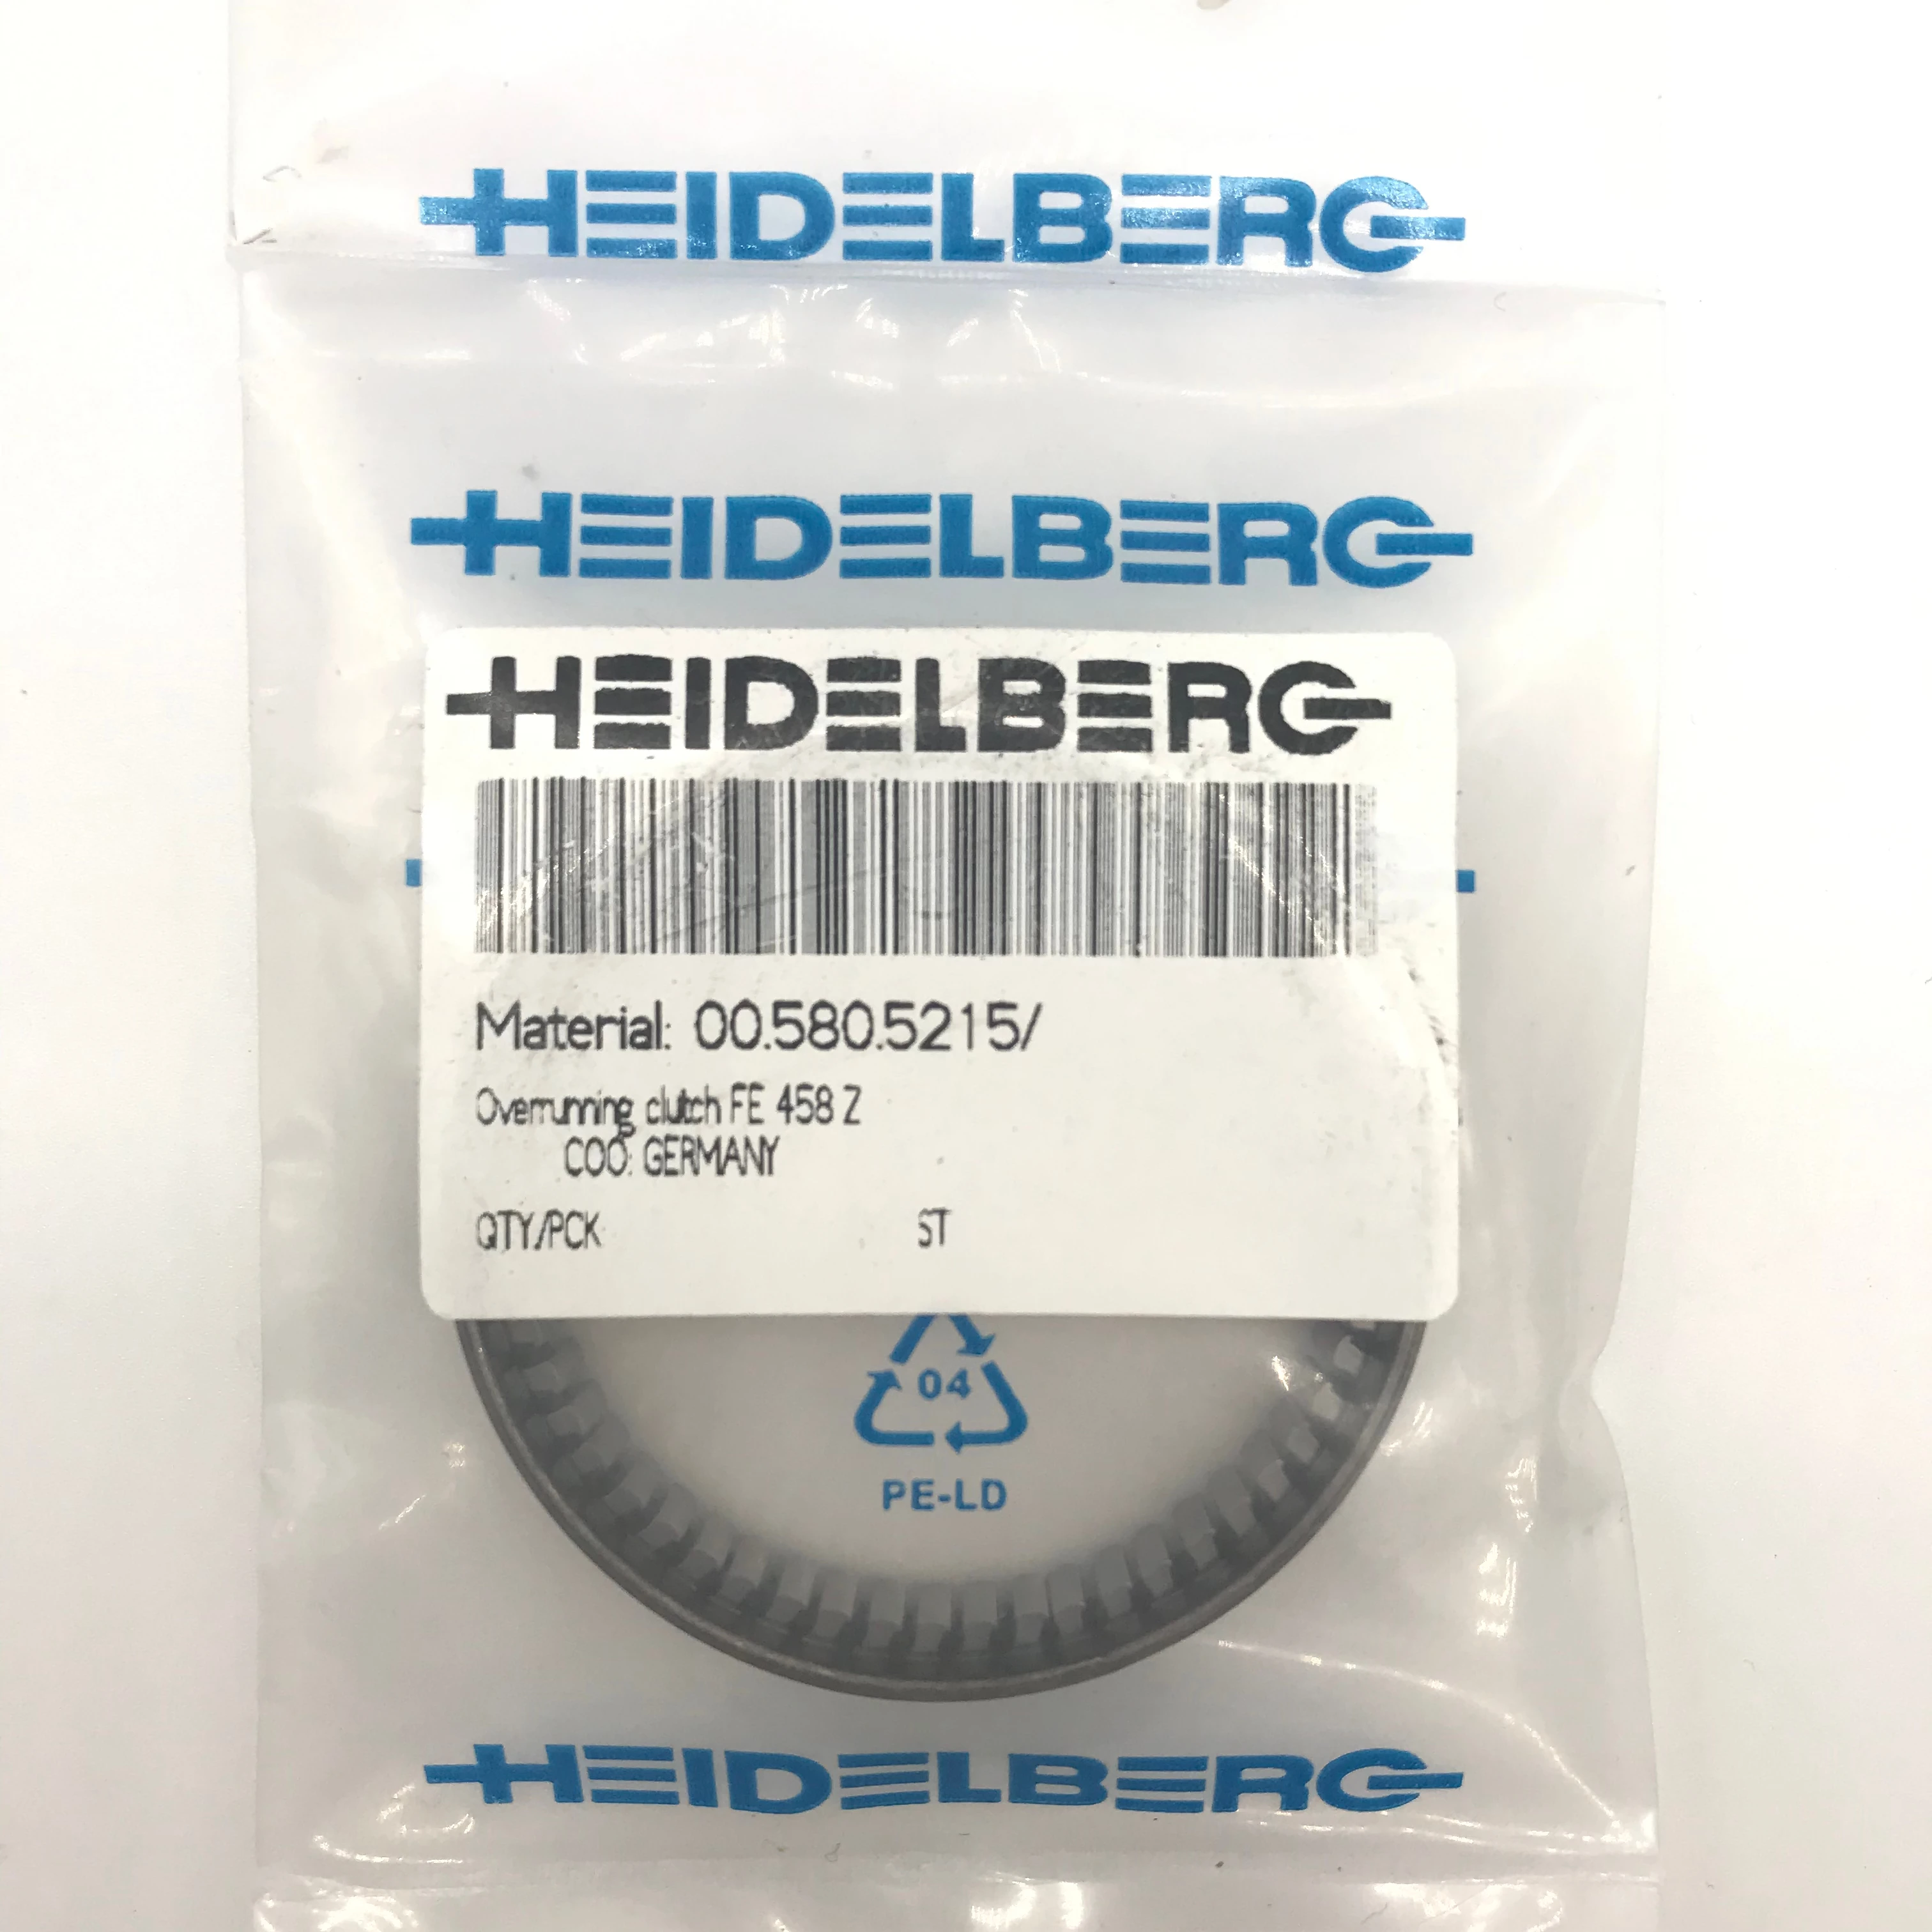 HEIDELBERG
HEIDELBERG
HEIDELBERG
Material: 00.580.5215/
Overrunning clutch FE 458 Z
COO: GERMANY
QTY/PCK ST
04
PE-LD
HEIDELBERG